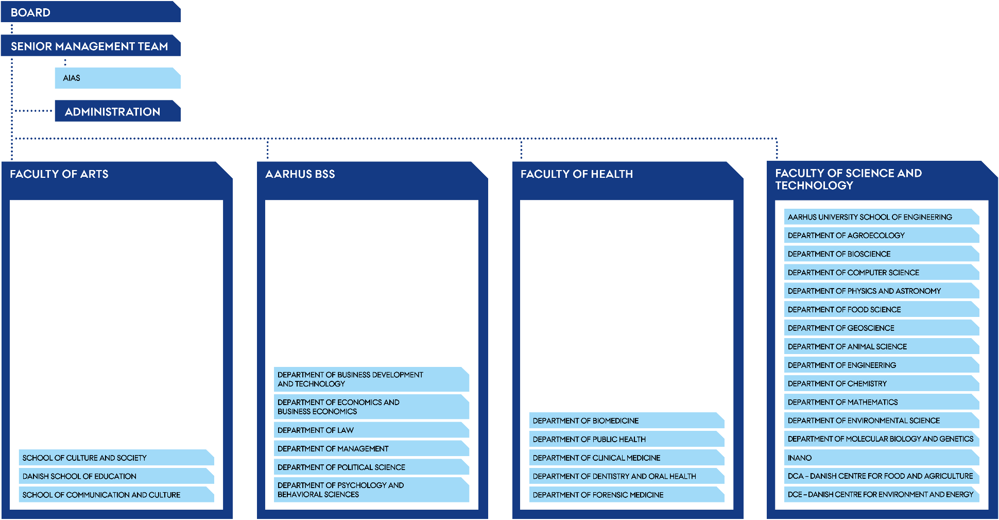 BOARD
SENIOR MANAGEMENT TEAM
AIAS
ADMINISTRATION
FACULTY OF ARTS
SCHOOL OF CULTURE AND SOCIETY
DANISH SCHOOL OF EDUCATION
SCHOOL OF COMMUNICATION AND CULTURE
AARHUS BSS
DEPARTMENT OF BUSINESS DEVELOPMENT
AND TECHNOLOGY
DEPARTMENT OF ECONOMICS AND
BUSINESS ECONOMICS
DEPARTMENT OF LAW
DEPARTMENT OF MANAGEMENT
DEPARTMENT OF POLITICAL SCIENCE
DEPARTMENT OF PSYCHOLOGY AND
BEHAVIORAL SCIENCES
FACULTY OF HEALTH
DEPARTMENT OF BIOMEDICINE
DEPARTMENT OF PUBLIC HEALTH
DEPARTMENT OF CLINICAL MEDICINE
DEPARTMENT OF DENTISTRY AND ORAL HEALTH
DEPARTMENT OF FORENSIC MEDICINE
FACULTY OF SCIENCE AND
TECHNOLOGY
AARHUS UNIVERSITY SCHOOL OF ENGINEERING
DEPARTMENT OF AGROECOLOGY
DEPARTMENT OF BIOSCIENCE
DEPARTMENT OF COMPUTER SCIENCE
DEPARTMENT OF PHYSICS AND ASTRONOMY
DEPARTMENT OF FOOD SCIENCE
DEPARTMENT OF GEOSCIENCE
DEPARTMENT OF ANIMAL SCIENCE
DEPARTMENT OF ENGINEERING
DEPARTMENT OF CHEMISTRY
DEPARTMENT OF MATHEMATICS
DEPARTMENT OF ENVIRONMENTAL SCIENCE
DEPARTMENT OF MOLECULAR BIOLOGY AND GENETICS
INANO
DCA – DANISH CENTRE FOR FOOD AND AGRICULTURE
DCE – DANISH CENTRE FOR ENVIRONMENT AND ENERGY